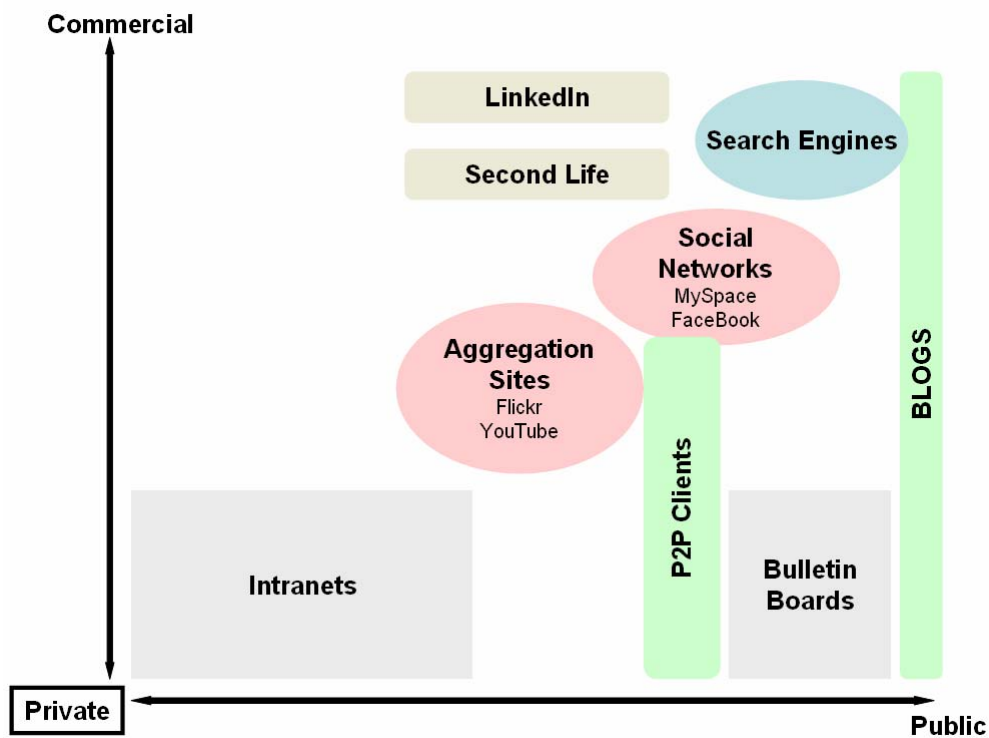 Commercial
LinkedIn
Search Engines
Second Life
Social
Networks
MySpace
FaceBook
Aggregation
Sites
Flickr
YouTube
BLOGS
P2P Clients
Intranets
Bulletin
Boards
Private
Public